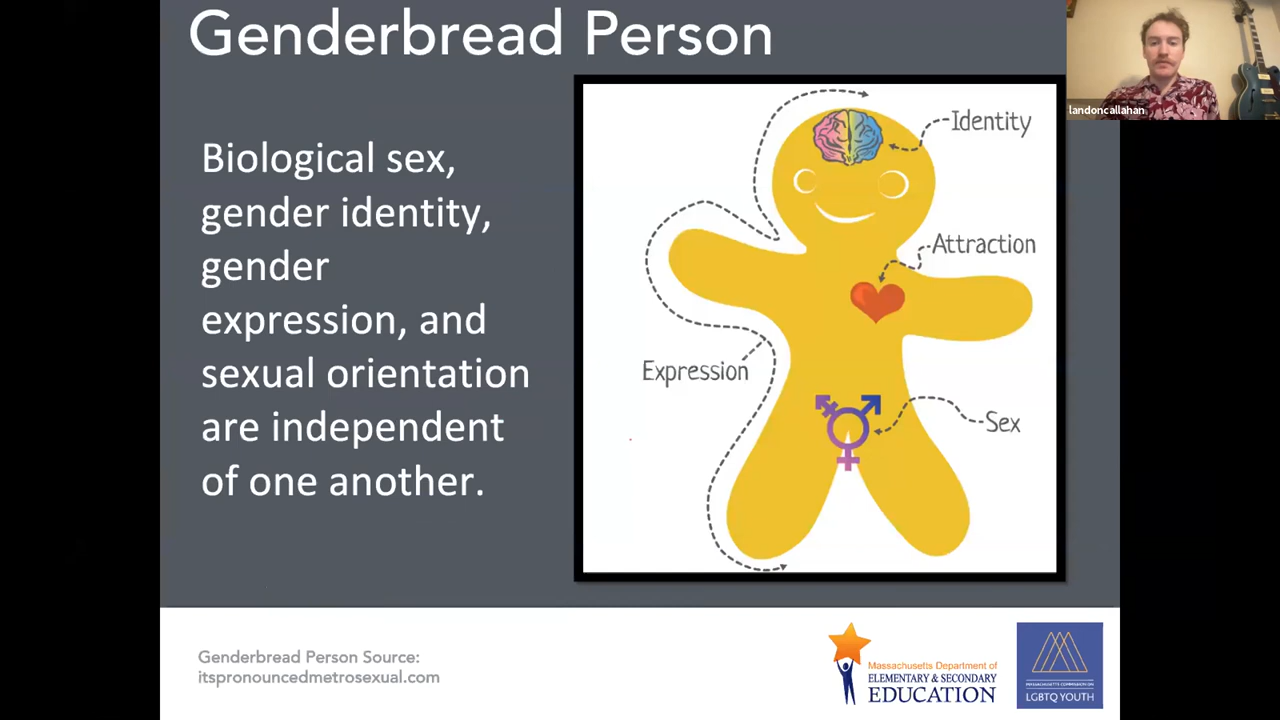 Genderbread Person
landoncallahan
Biological sex,
gender identity,
gender
expression, and
sexual orientation
are independent
of one another.
Identity
Attraction
Expression
Sex
Genderbread Person Source:
itspronouncedmetrosexual.com
Massachusetts Department of
ELEMENTARY & SECONDARY
EDUCATION
MASSACHUSETTS COMMISSION ON
LGBTQ YOUTH